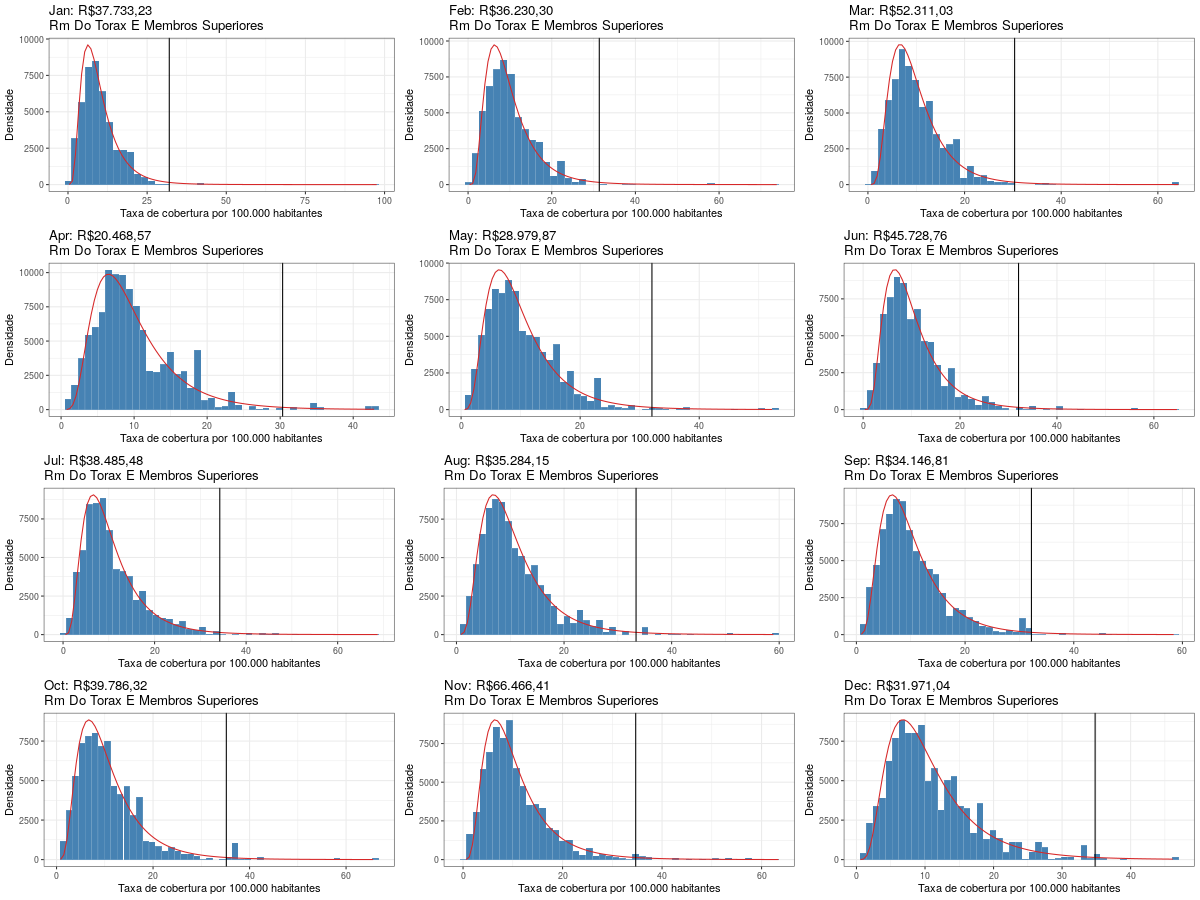 Jan: R$37.733,23
Rm Do Torax E Membros Superiores
Densidade
10000
7500
5000
2500
0
0 25 50 75 100
Taxa de cobertura por 100.000 habitantes
Feb: R$36.230,30
Rm Do Torax E Membros Superiores
Densidade
10000
7500
5000
2500
0
0 20 40 60
Taxa de cobertura por 100.000 habitantes
Mar: R$52.311,03
Rm Do Torax E Membros Superiores
Densidade
10000
7500
5000
2500
0
0 20 40 60
Taxa de cobertura por 100.000 habitantes
Apr: R$20.468,57
Rm Do Torax E Membros Superiores
Densidade
10000
7500
5000
2500
0
0 10 20 30 40
Taxa de cobertura por 100.000 habitantes
May: R$28.979,87
Rm Do Torax E Membros Superiores
Densidade
10000
7500
5000
2500
0
0 20 40
Taxa de cobertura por 100.000 habitantes
Jun: R$45.728,76
Rm Do Torax E Membros Superiores
Densidade
7500
5000
2500
0
0 20 40 60
Taxa de cobertura por 100.000 habitantes
Jul: R$38.485,48
Rm Do Torax E Membros Superiores
Densidade
7500
5000
2500
0
0 20 40 60
Taxa de cobertura por 100.000 habitantes
Aug: R$35.284,15
Rm Do Torax E Membros Superiores
Densidade
7500
5000
2500
0
0 20 40 60
Taxa de cobertura por 100.000 habitantes
Sep: R$34.146,81
Rm Do Torax E Membros Superiores
Densidade
7500
5000
2500
0
0 20 40 60
Taxa de cobertura por 100.000 habitantes
Oct: R$39.786,32
Rm Do Torax E Membros Superiores
Densidade
7500
5000
2500
0
0 20 40 60
Taxa de cobertura por 100.000 habitantes
Nov: R$66.466,41
Rm Do Torax E Membros Superiores
Densidade
7500
5000
2500
0
0 20 40 60
Taxa de cobertura por 100.000 habitantes
Dec: R$31.971,04
Rm Do Torax E Membros Superiores
Densidade
7500
5000
2500
0
0 10 20 30 40
Taxa de cobertura por 100.000 habitantes